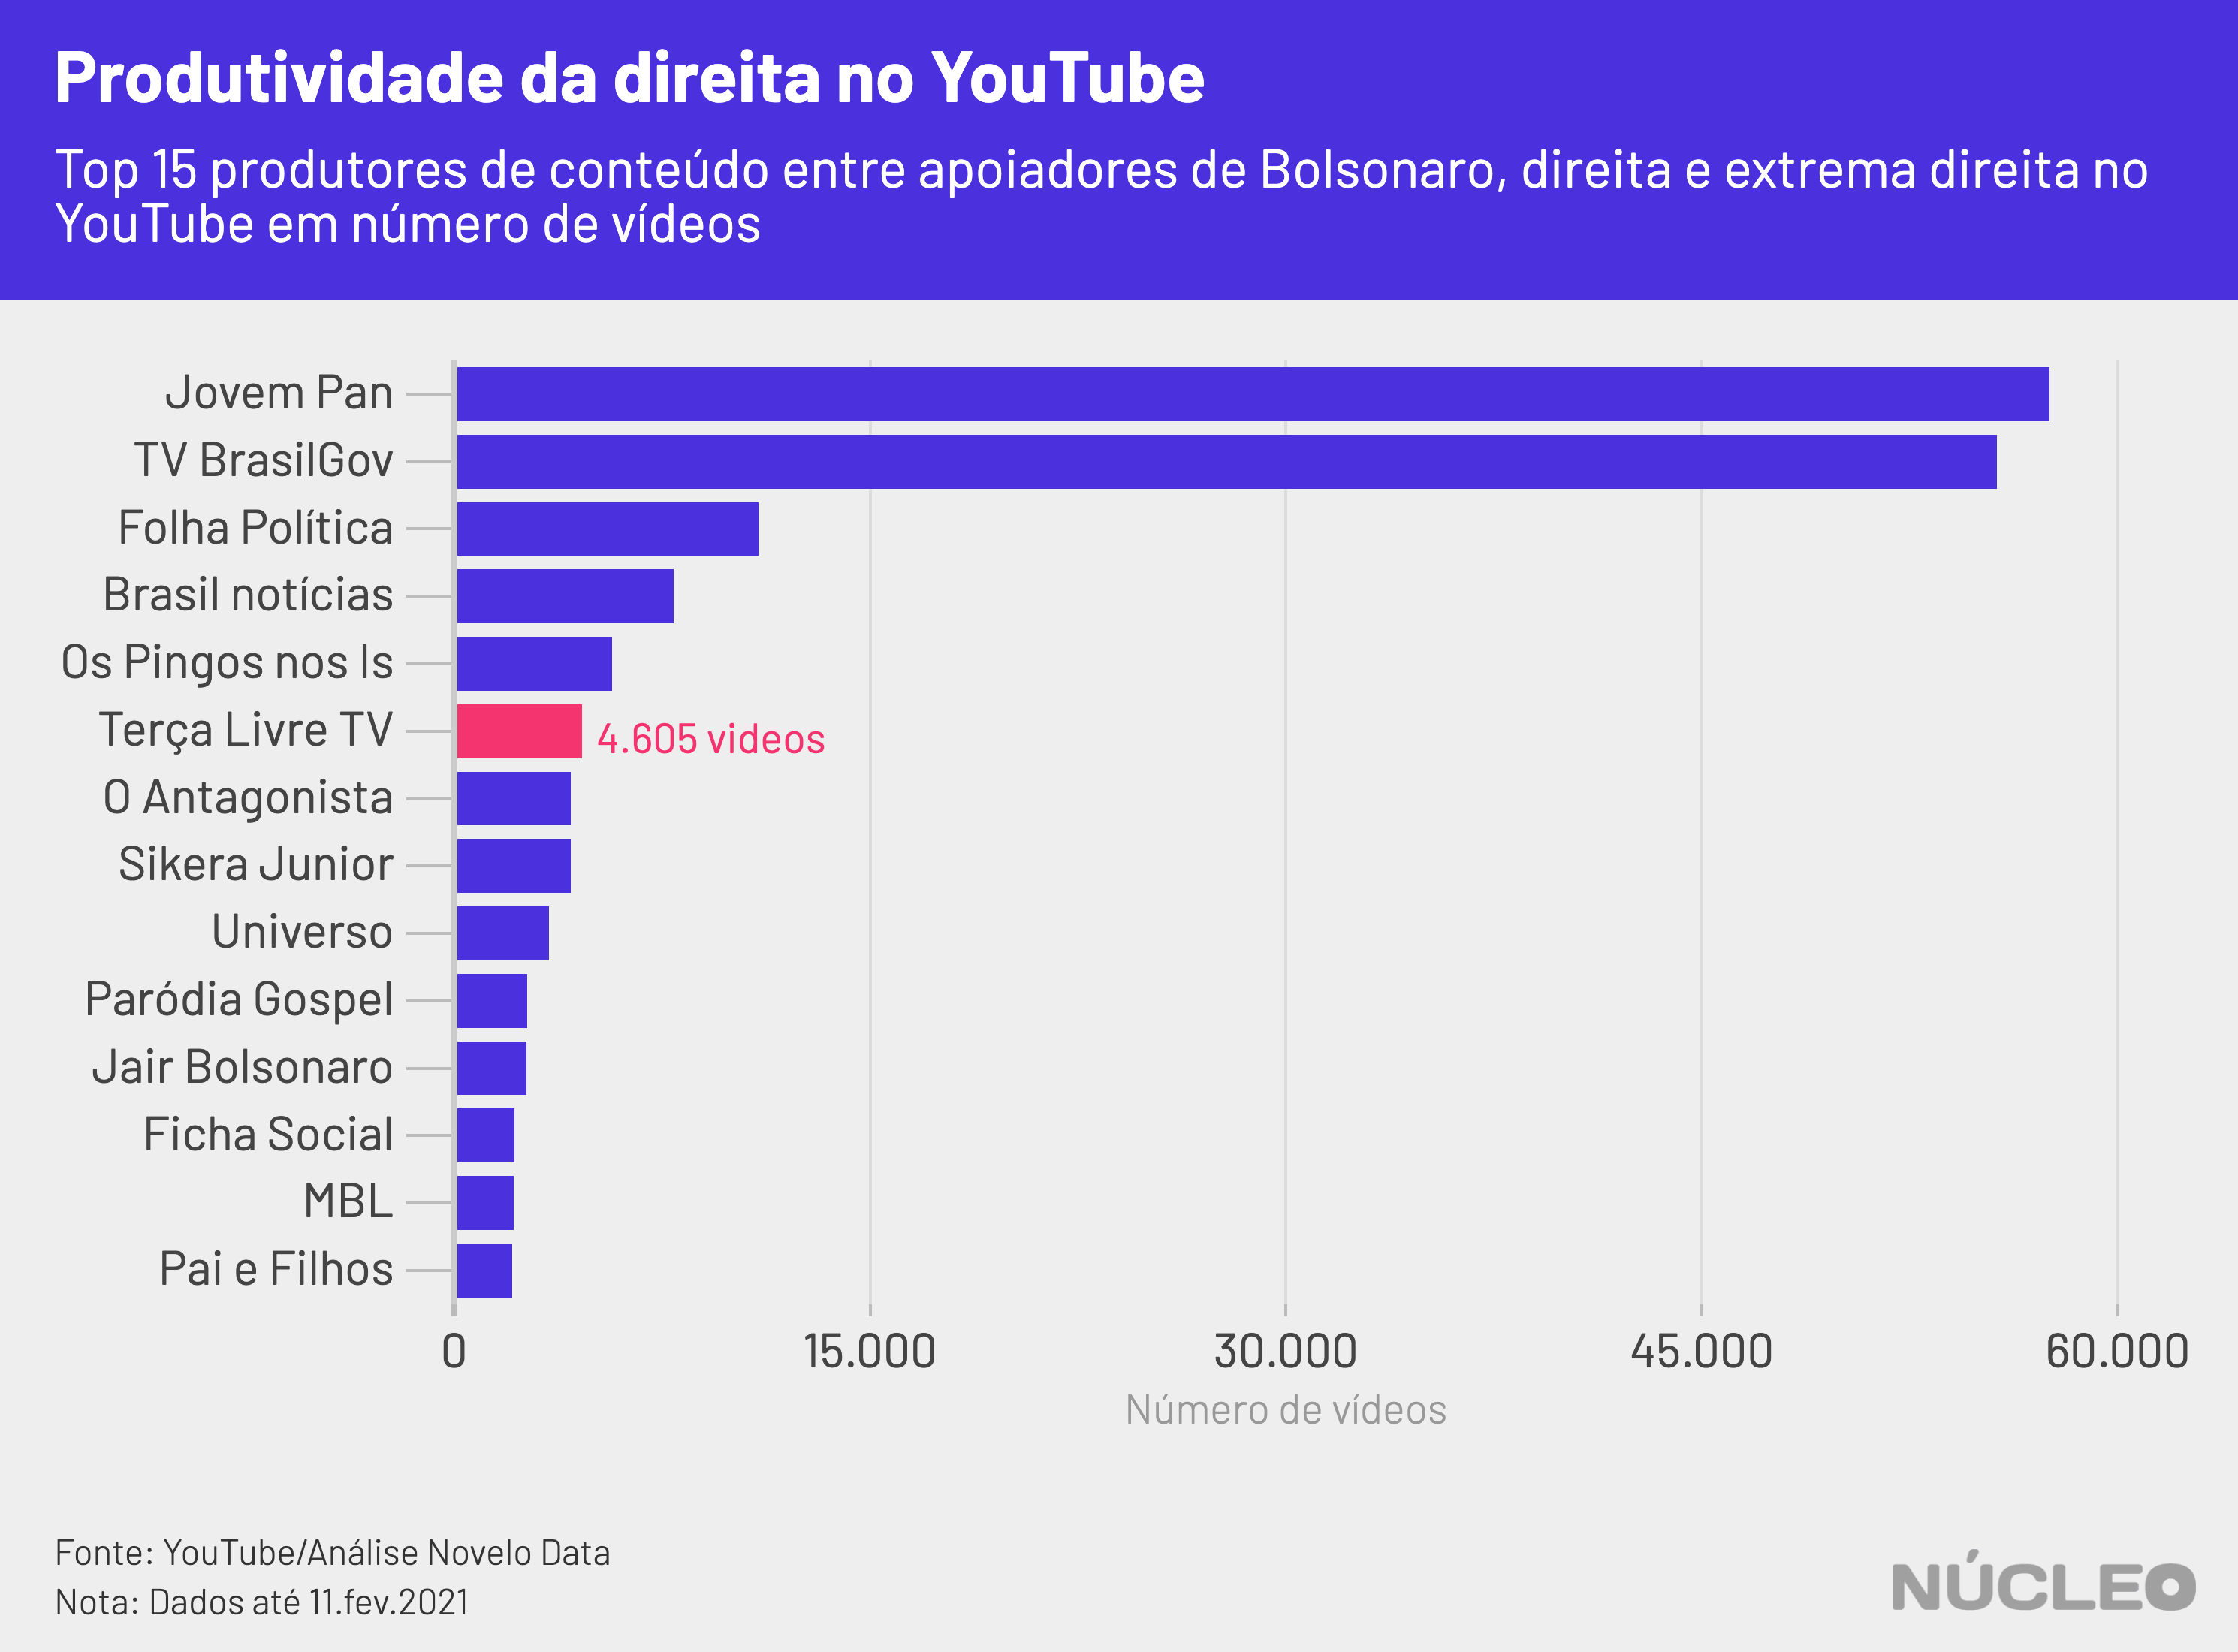 Produtividade da direita no YouTube
Top 15 produtores de conteúdo entre apoiadores de Bolsonaro, direita e extrema direita no
YouTube em número de vídeos
Jovem Pan
TV BrasilGov
Folha Política
Brasil notícias
Os Pingos nos Is
Terça Livre TV
4.605 videos
O Antagonista
Sikera Junior
Universo
Paródia Gospel
Jair Bolsonaro
Ficha Social
MBL
Pai e Filhos
0 15.000 30.000 45.000 60.000
Número de vídeos
Fonte: YouTube/Análise Novelo Data
Nota: Dados até 11.fev.2021
NÚCLEO